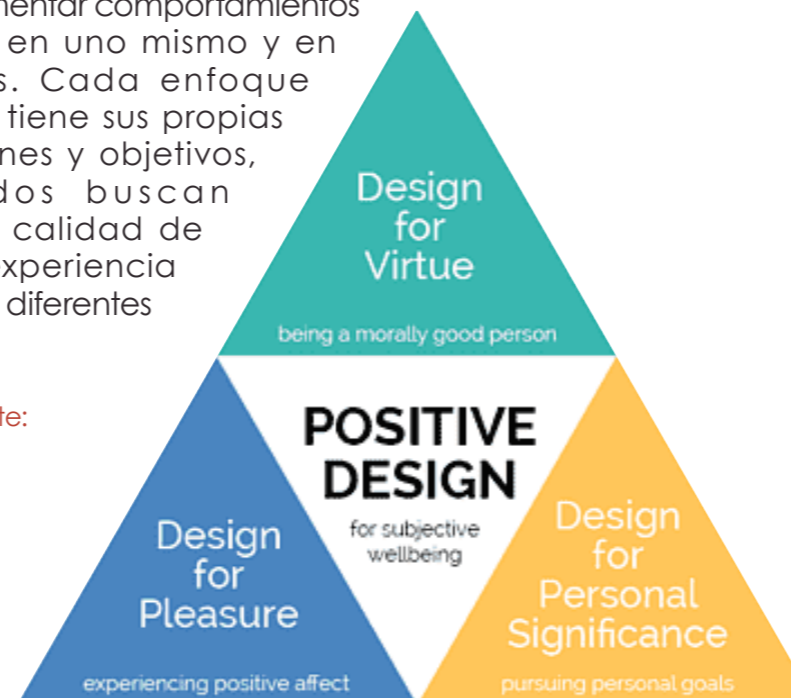 mentar comportamientos
en uno mismo y en
s. Cada enfoque
tiene sus propias
nes y objetivos,
dos buscan
calidad de
xperiencia
diferentes
te:
Design
for
Virtue
being a morally good person
POSITIVE
DESIGN
for subjective
wellbeing
Design
for
Pleasure
experiencing positive affect
Design
for
Personal
Significance
pursuing personal goals